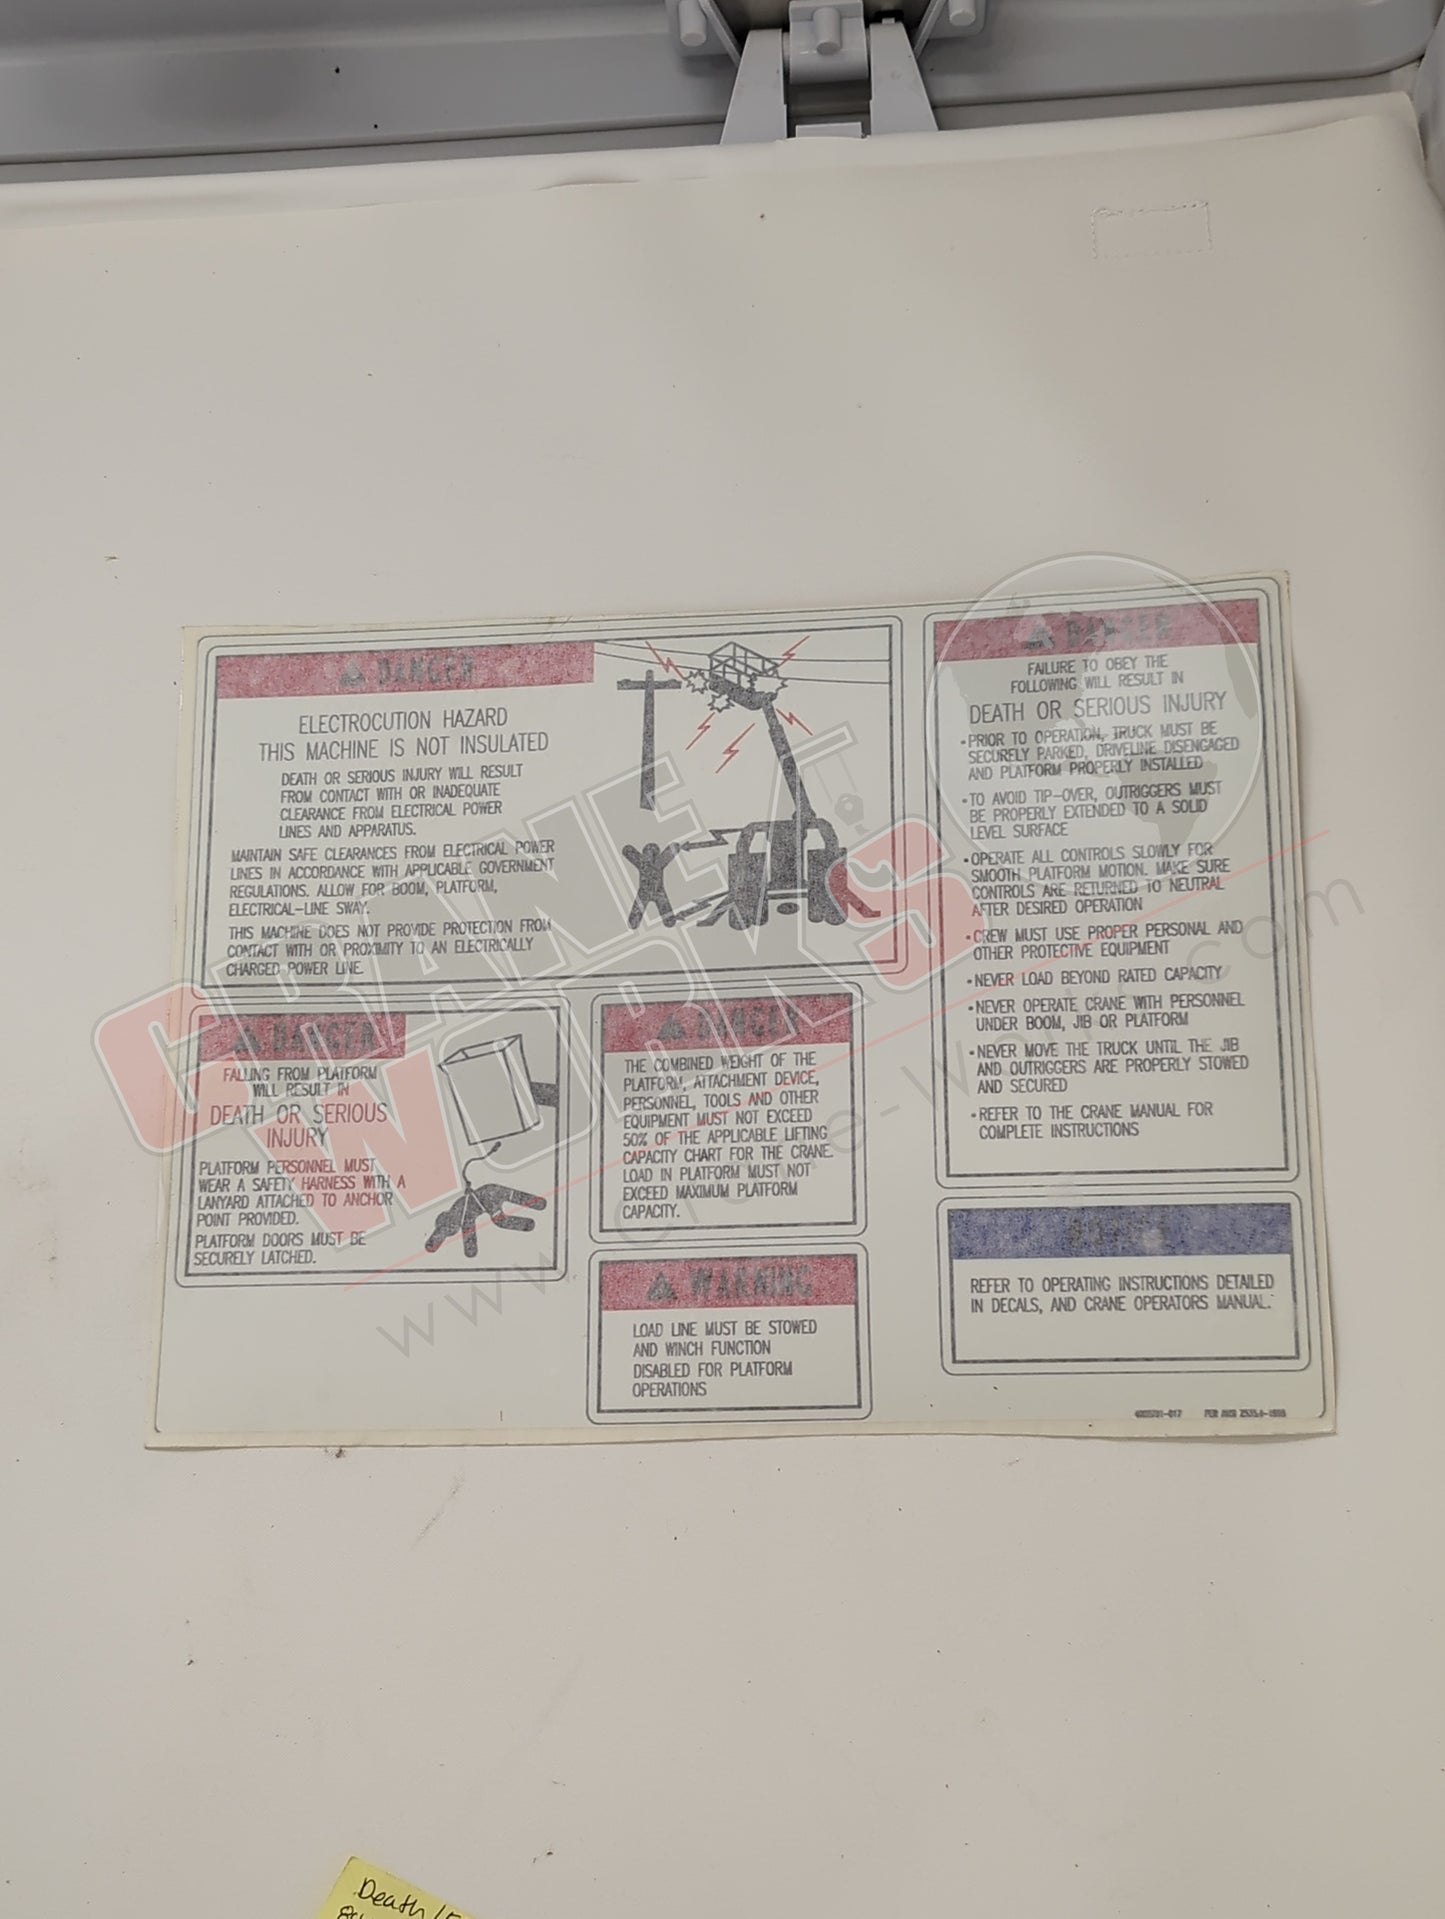 DANGER
ELECTROCUTION HAZARD
THIS MACHINE IS NOT INSULATED
DEATH OR SERIOUS INJURY WILL RESULT
FROM CONTACT WITH OR INADEQUATE
CLEARANCE FROM ELECTRICAL POWER
LINES AND APPARATUS.
MAINTAIN SAFE CLEARANCES FROM ELECTRICAL POWER
LINES IN ACCORDANCE WITH APPLICABLE GOVERNMENT
REGULATIONS. ALLOW FOR BOOM, PLATFORM,
ELECTRICAL-LINE SWAY.
THIS MACHINE DOES NOT PROVIDE PROTECTION FROM
CONTACT WITH OR PROXIMITY TO AN ELECTRICALLY
CHARGED POWER LINE.
DANGER
FALLING FROM PLATFORM
WILL RESULT IN
DEATH OR SERIOUS
INJURY
PLATFORM PERSONNEL MUST
WEAR A SAFETY HARNESS WITH A
LANYARD ATTACHED TO ANCHOR
POINT PROVIDED.
PLATFORM DOORS MUST BE
SECURELY LATCHED.
DANGER
THE COMBINED WEIGHT OF THE
PLATFORM, ATTACHMENT DEVICE,
PERSONNEL, TOOLS AND OTHER
EQUIPMENT MUST NOT EXCEED
50% OF THE APPLICABLE LIFTING
CAPACITY CHART FOR THE CRANE.
LOAD IN PLATFORM MUST NOT
EXCEED MAXIMUM PLATFORM
CAPACITY.
WARNING
LOAD LINE MUST BE STOWED
AND WINCH FUNCTION
DISABLED FOR PLATFORM
OPERATIONS
DANGER
FAILURE TO OBEY THE
FOLLOWING WILL RESULT IN
DEATH OR SERIOUS INJURY
•PRIOR TO OPERATION, TRUCK MUST BE
SECURELY PARKED, DRIVELINE DISENGAGED
AND PLATFORM PROPERLY INSTALLED
•TO AVOID TIP-OVER, OUTRIGGERS MUST
BE PROPERLY EXTENDED TO A SOLID
LEVEL SURFACE
•OPERATE ALL CONTROLS SLOWLY FOR
SMOOTH PLATFORM MOTION. MAKE SURE
CONTROLS ARE RETURNED TO NEUTRAL
AFTER DESIRED OPERATION
•CREW MUST USE PROPER PERSONAL AND
OTHER PROTECTIVE EQUIPMENT
•NEVER LOAD BEYOND RATED CAPACITY
•NEVER OPERATE CRANE WITH PERSONNEL
UNDER BOOM, JIB OR PLATFORM
•NEVER MOVE THE TRUCK UNTIL THE JIB
AND OUTRIGGERS ARE PROPERLY STOWED
AND SECURED
•REFER TO THE CRANE MANUAL FOR
COMPLETE INSTRUCTIONS
REFER TO OPERATING INSTRUCTIONS DETAILED
IN DECALS, AND CRANE OPERATORS MANUAL.
CRANE
WORKS
www.crane-works.com
Death